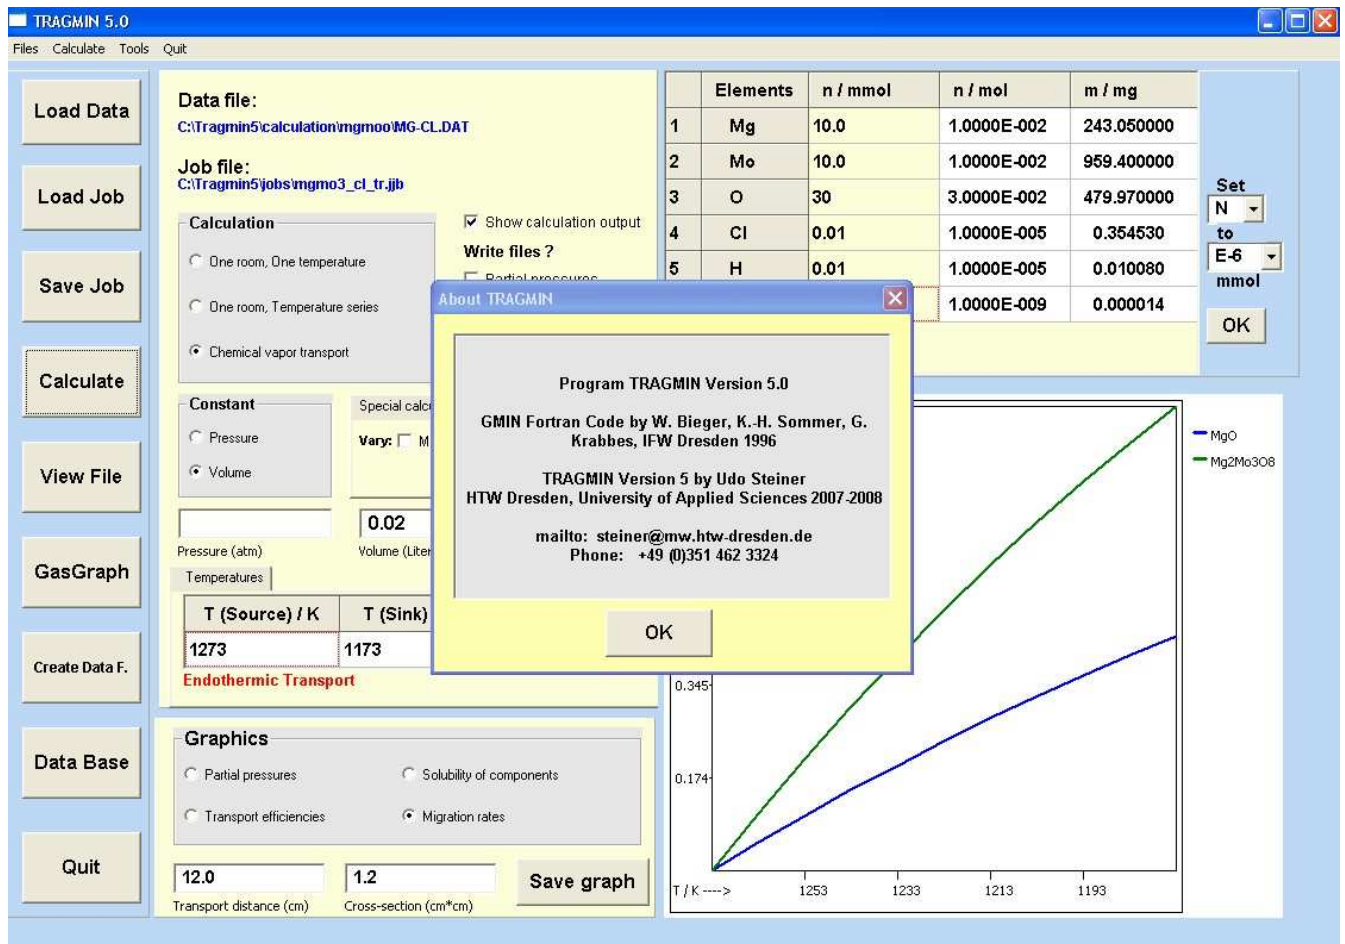 TRAGMIN 5.0
Files Calculate Tools Quit
Load Data
Load Job
Save Job
Calculate
View File
GasGraph
Create Data F.
Data Base
Quit
Data file:
C:\Tragmin5\calculation\mgmoo\MG-CL.DAT
Job file:
C:\Tragmin5\jobs\mgmo3_cl_tr.jjb
Calculation
One room, One temperature
One room, Temperature series
Chemical vapor transport
Show calculation output
Write files ?
Partial pressures
Constant
Pressure
Volume
Special calc
Vary: M
0.02
Pressure (atm) Volume (Liter
Temperatures
T (Source) / K T (Sink)
1273 1173
Endothermic Transport
Elements n / mmol n / mol m / mg
1 Mg 10.0 1.0000E-002 243.050000
2 Mo 10.0 1.0000E-002 959.400000
3 O 30 3.0000E-002 479.970000
4 Cl 0.01 1.0000E-005 0.354530
5 H 0.01 1.0000E-005 0.010080
1.0000E-009 0.000014
Set
N
to
E-6
mmol
OK
About TRAGMIN
Program TRAGMIN Version 5.0
GMIN Fortran Code by W. Bieger, K.-H. Sommer, G.
Krabbes, IFW Dresden 1996
TRAGMIN Version 5 by Udo Steiner
HTW Dresden, University of Applied Sciences 2007-2008
mailto: steiner@mw.htw-dresden.de
Phone: +49 (0)351 462 3324
OK
Graphics
Partial pressures Solubility of components
Transport efficiencies Migration rates
12.0 1.2 Save graph
Transport distance (cm) Cross-section (cm*cm)
MgO
Mg2Mo3O8
0.345
0.174
T / K ----> 1253 1233 1213 1193